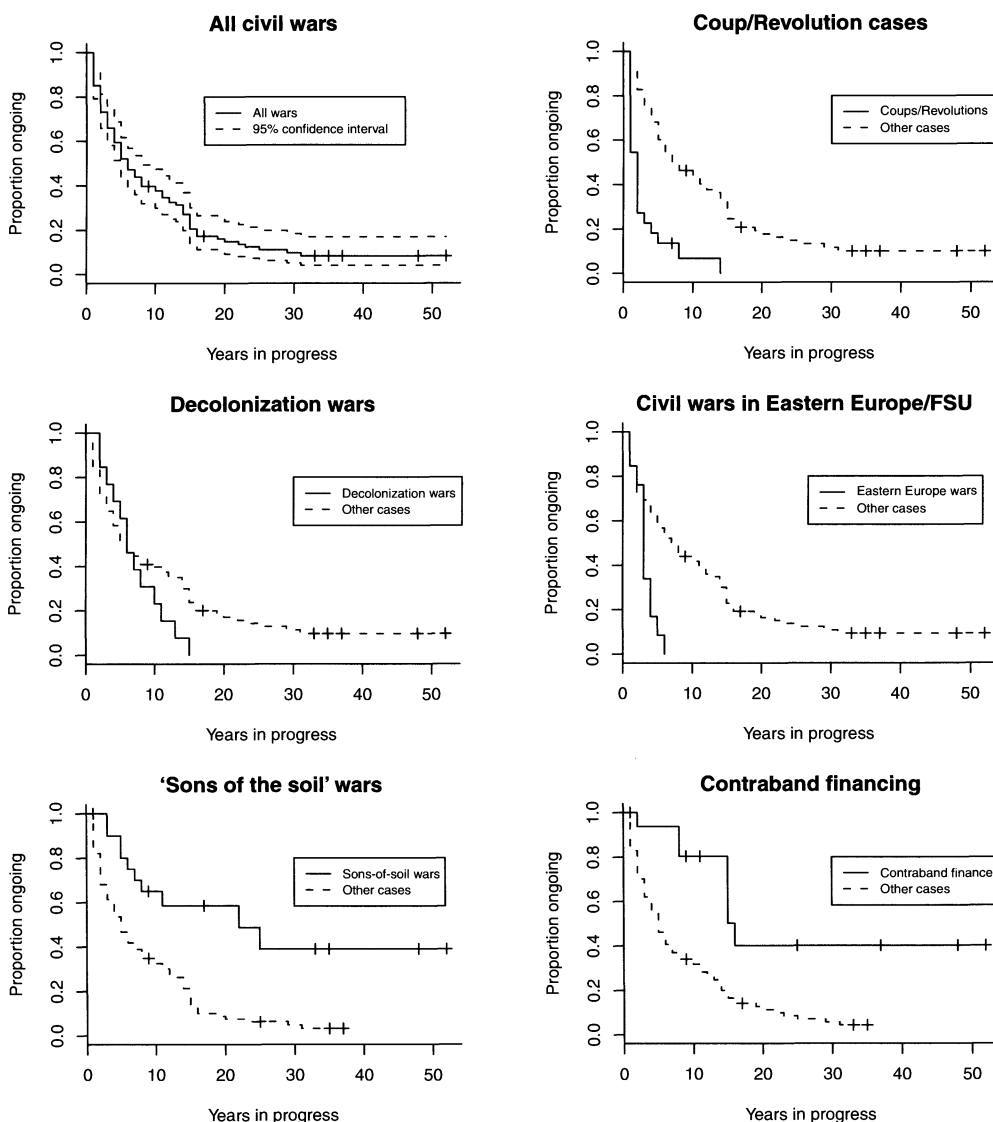 All civil wars
Proportion ongoing
0.0 0.2 0.4 0.6 0.8 1.0
All wars
95% confidence interval
0 10 20 30 40 50
Years in progress
Coup/Revolution cases
Proportion ongoing
0.0 0.2 0.4 0.6 0.8 1.0
Coups/Revolutions
Other cases
0 10 20 30 40 50
Years in progress
Decolonization wars
Proportion ongoing
0.0 0.2 0.4 0.6 0.8 1.0
Decolonization wars
Other cases
0 10 20 30 40 50
Years in progress
Civil wars in Eastern Europe/FSU
Proportion ongoing
0.0 0.2 0.4 0.6 0.8 1.0
Eastern Europe wars
Other cases
0 10 20 30 40 50
Years in progress
‘Sons of the soil’ wars
Proportion ongoing
0.0 0.2 0.4 0.6 0.8 1.0
Sons-of-soil wars
Other cases
0 10 20 30 40 50
Years in progress
Contraband financing
Proportion ongoing
0.0 0.2 0.4 0.6 0.8 1.0
Contraband finance
Other cases
0 10 20 30 40 50
Years in progress